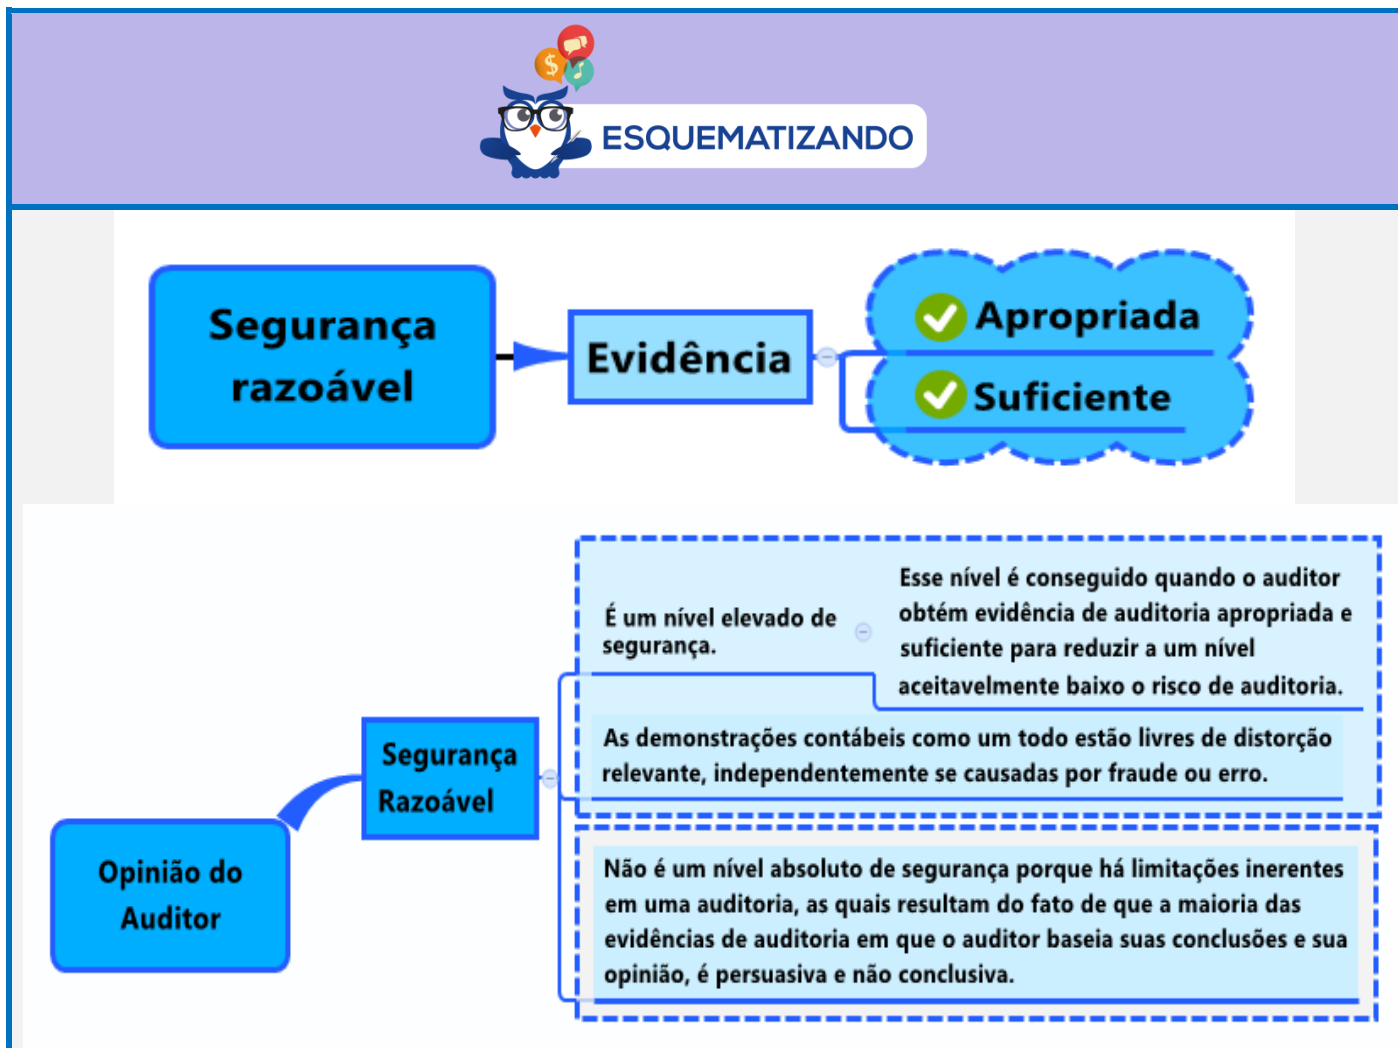 ESQUEMATIZANDO
Segurança
razoável
Evidência
Apropriada
Suficiente
Opinião do
Auditor
Segurança
Razoável
É um nível elevado de
segurança.
Esse nível é conseguido quando o auditor
obtém evidência de auditoria apropriada e
suficiente para reduzir a um nível
aceitavelmente baixo o risco de auditoria.
As demonstrações contábeis como um todo estão livres de distorção
relevante, independentemente se causadas por fraude ou erro.
Não é um nível absoluto de segurança porque há limitações inerentes
em uma auditoria, as quais resultam do fato de que a maioria das
evidências de auditoria em que o auditor baseia suas conclusões e sua
opinião, é persuasiva e não conclusiva.